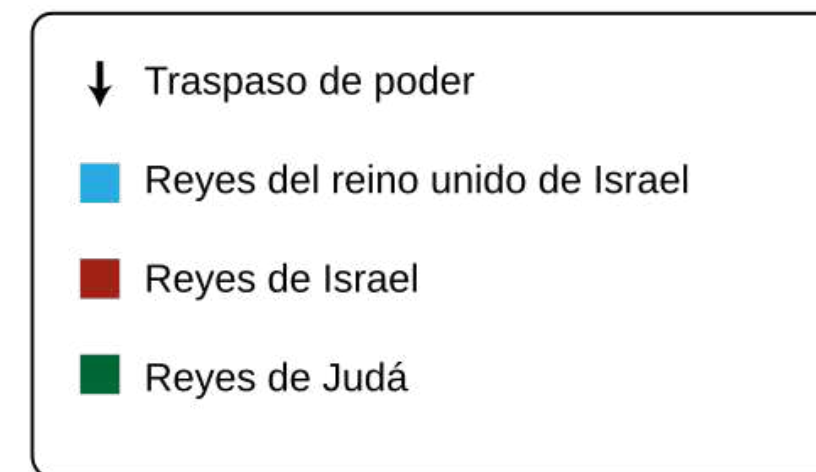 Traspaso de poder
Reyes del reino unido de Israel
Reyes de Israel
Reyes de Judá